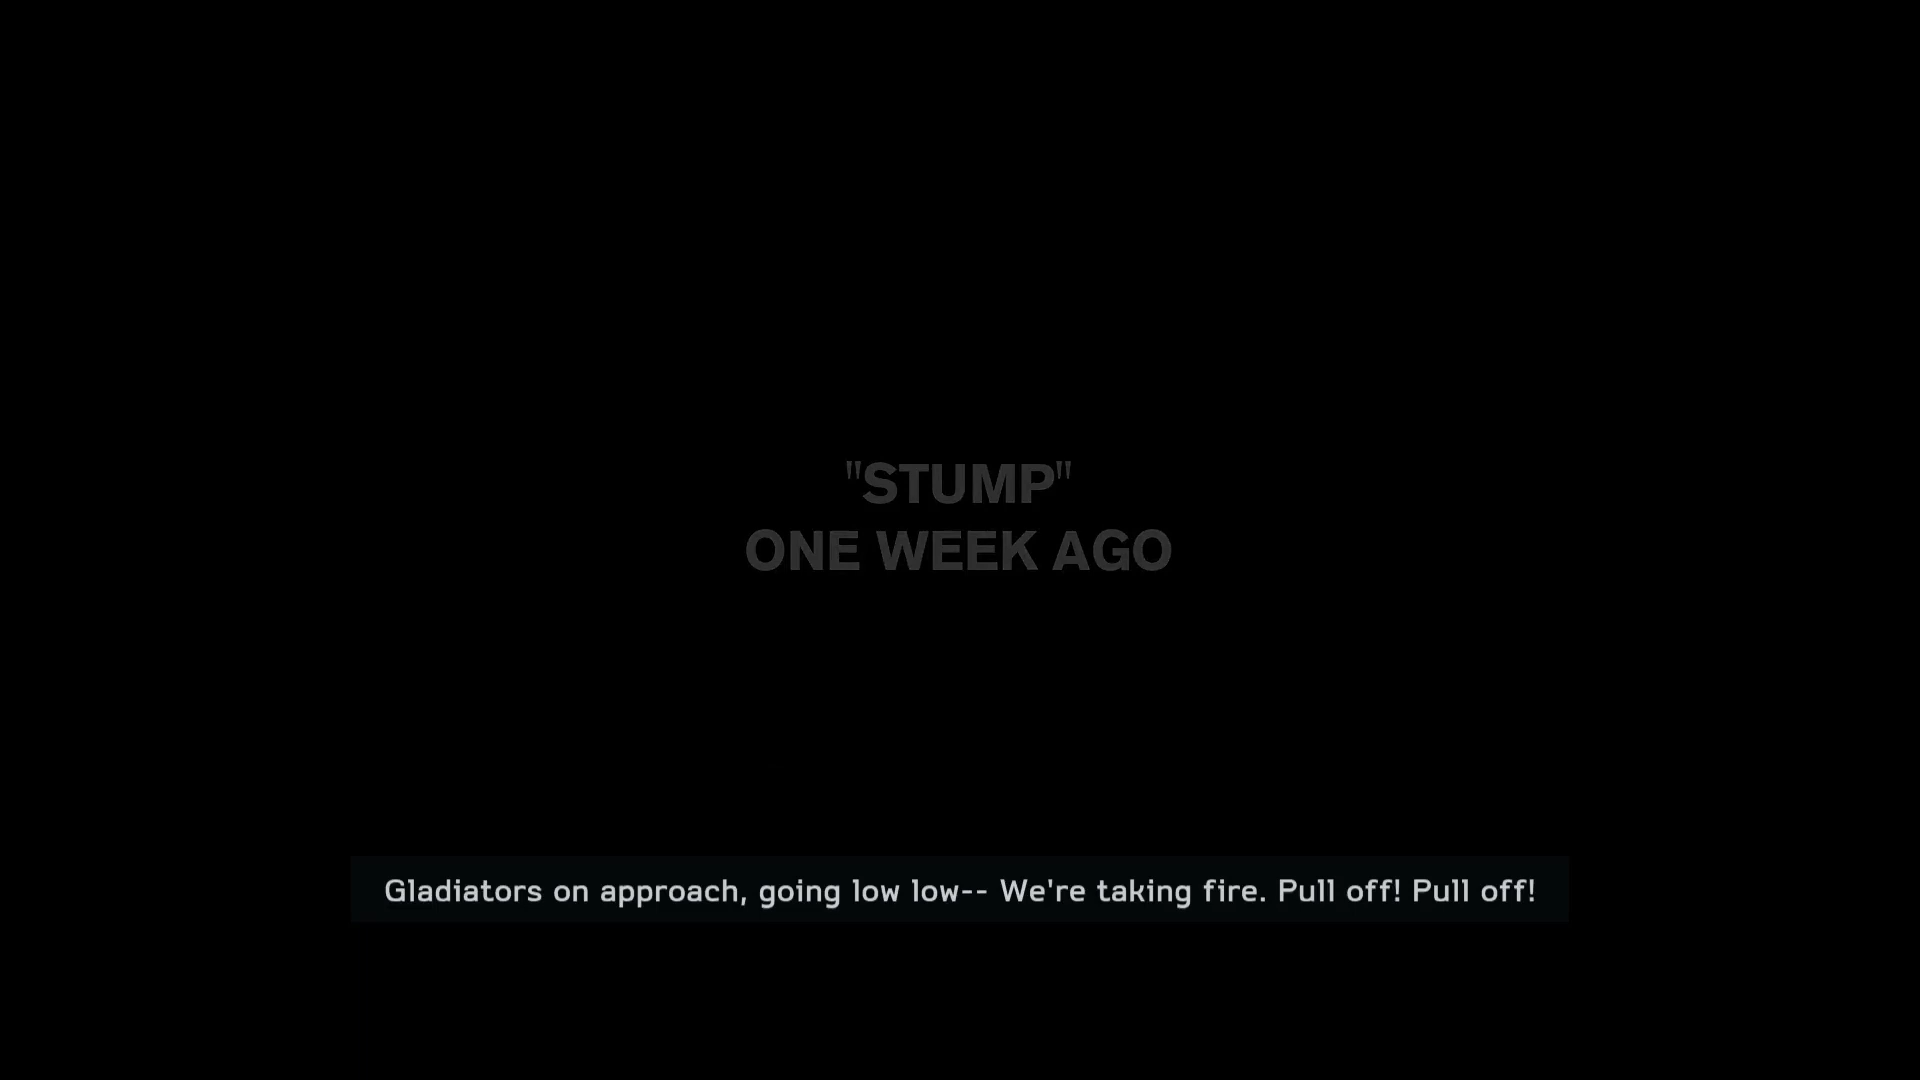 "STUMP"
ONE WEEK AGO
Gladiators on approach, going low low-- We're taking fire. Pull off! Pull off!